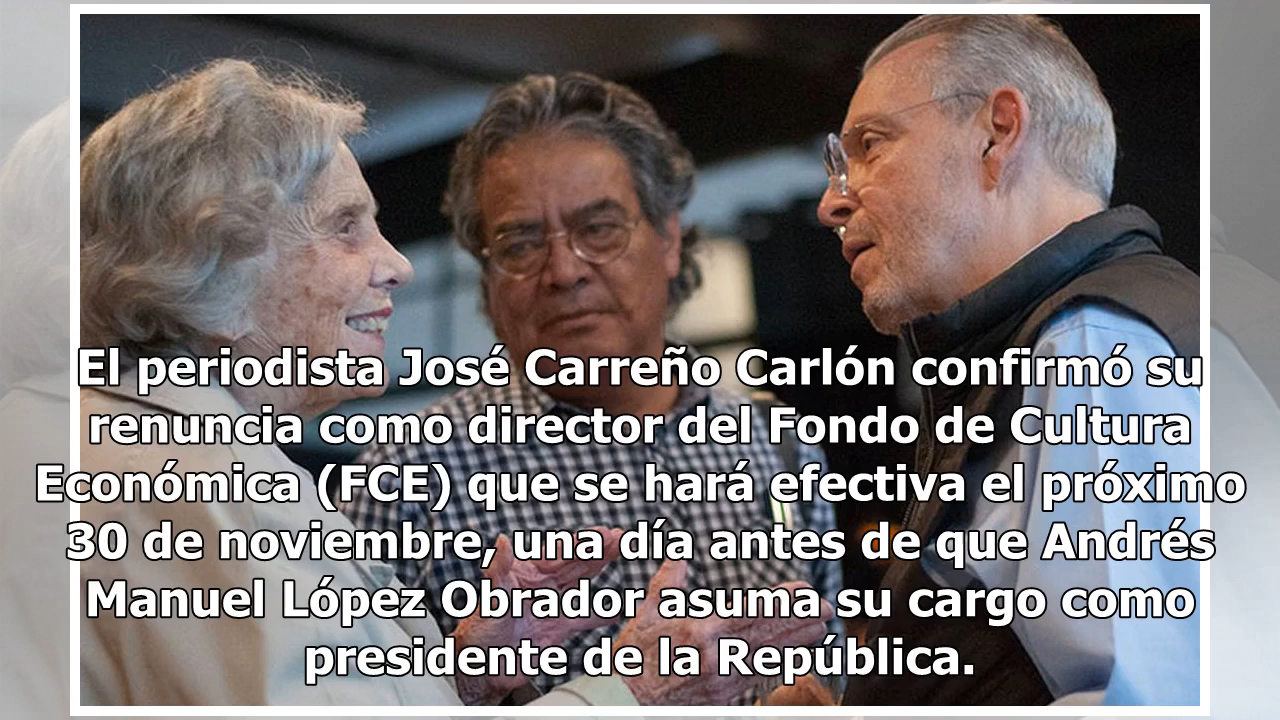 El periodista José Carreño Carlón confirmó su
renuncia como director del Fondo de Cultura
Económica (FCE) que se hará efectiva el próximo
30 de noviembre, una día antes de que Andrés
Manuel López Obrador asuma su cargo como
presidente de la República.